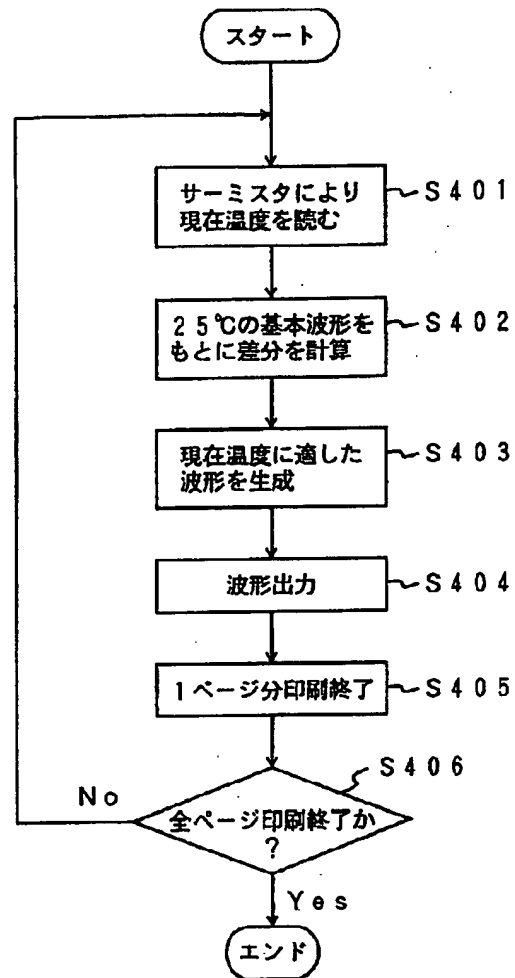 スタート
サーミスタにより
現在温度を読む
S401
25℃の基本波形を
もとに差分を計算
S402
現在温度に適した
波形を生成
S403
波形出力
S404
1ページ分印刷終了
S405
S406
No
全ページ印刷終了か
?
Yes
エンド